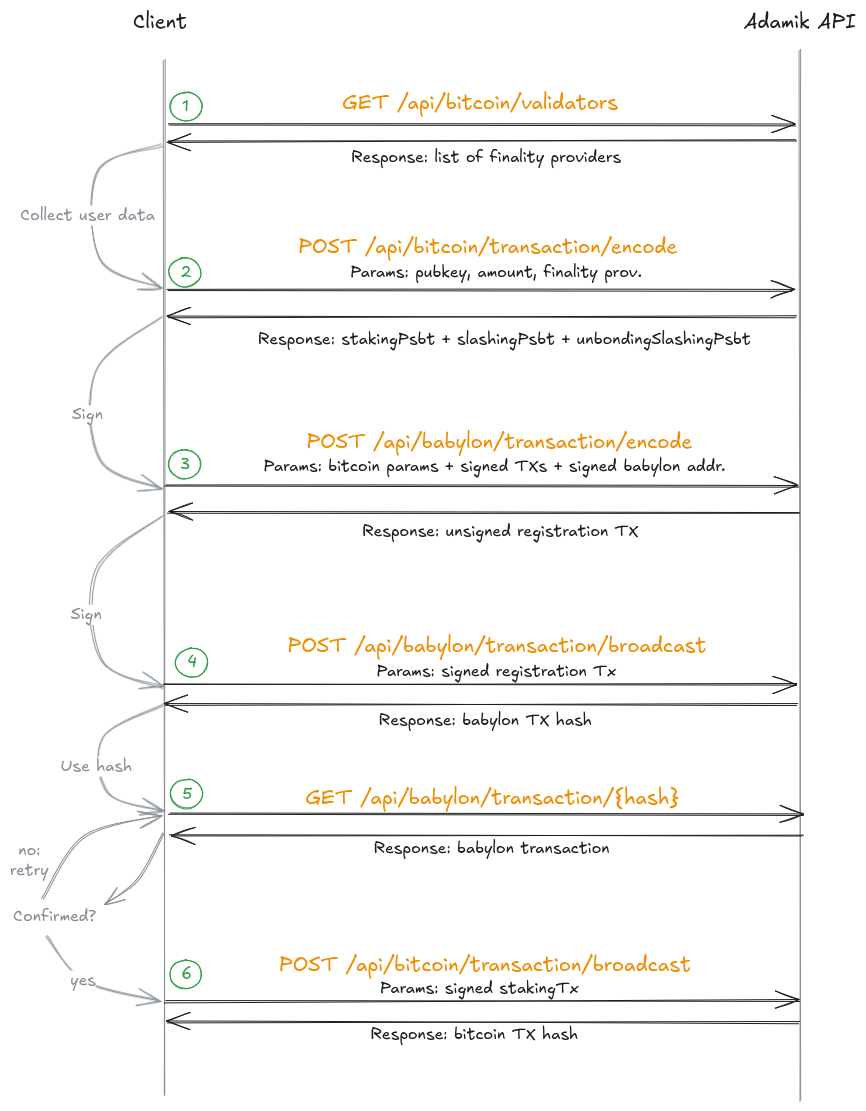 Client
Adamik API
1
GET /api/bitcoin/validators
Response: list of finality providers
Collect user data
POST /api/bitcoin/transaction/encode
2
Params: pubkey, amount, finality prov.
Response: stakingPsbt + slashingPsbt + unbondingSlashingPsbt
Sign
POST /api/babylon/transaction/encode
3
Params: bitcoin params + signed TXs + signed babylon addr.
Response: unsigned registration TX
Sign
POST /api/babylon/transaction/broadcast
4
Params: signed registration Tx
Response: babylon TX hash
Use hash
5
GET /api/babylon/transaction/{hash}
Response: babylon transaction
no:
retry
Confirmed?
POST /api/bitcoin/transaction/broadcast
6
yes
Params: signed stakingTx
Response: bitcoin TX hash